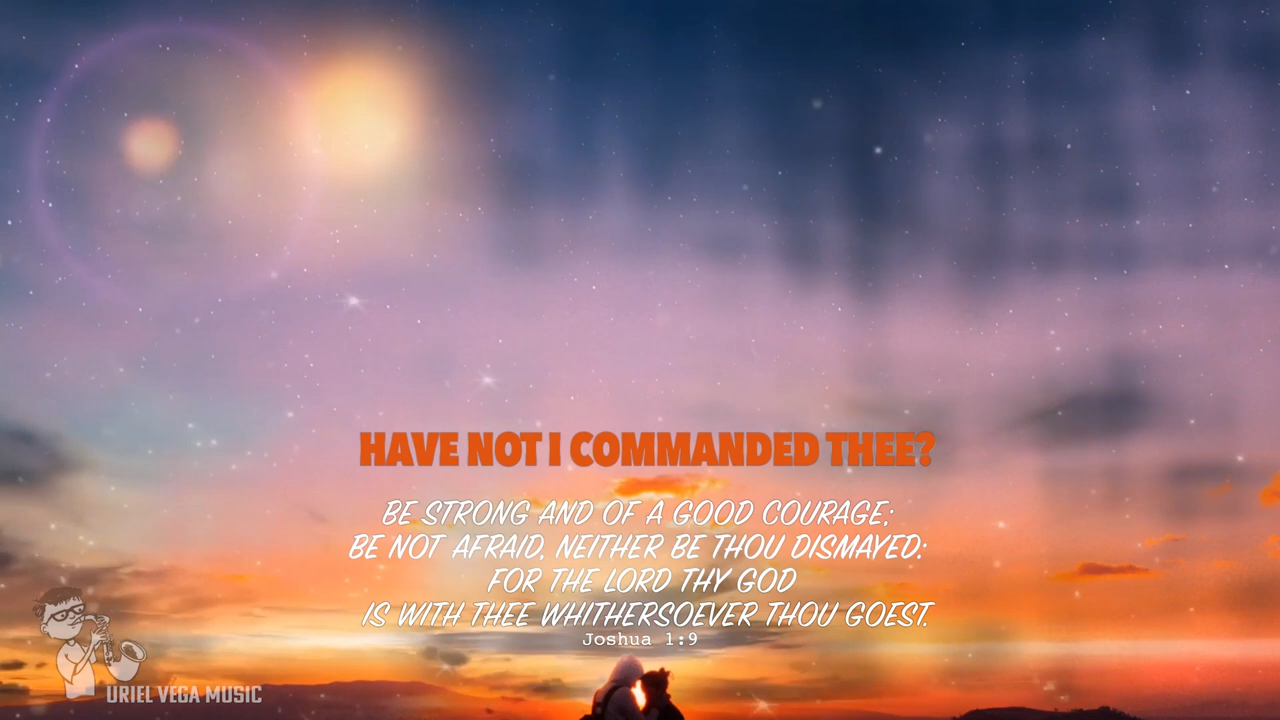 HAVE NOT I COMMANDED THEE?
BE STRONG AND OF A GOOD COURAGE;
BE NOT AFRAID, NEITHER BE THOU DISMAYED:
FOR THE LORD THY GOD
IS WITH THEE WHITHERSOEVER THOU GOEST.
Joshua 1:9
URIEL VEGA MUSIC